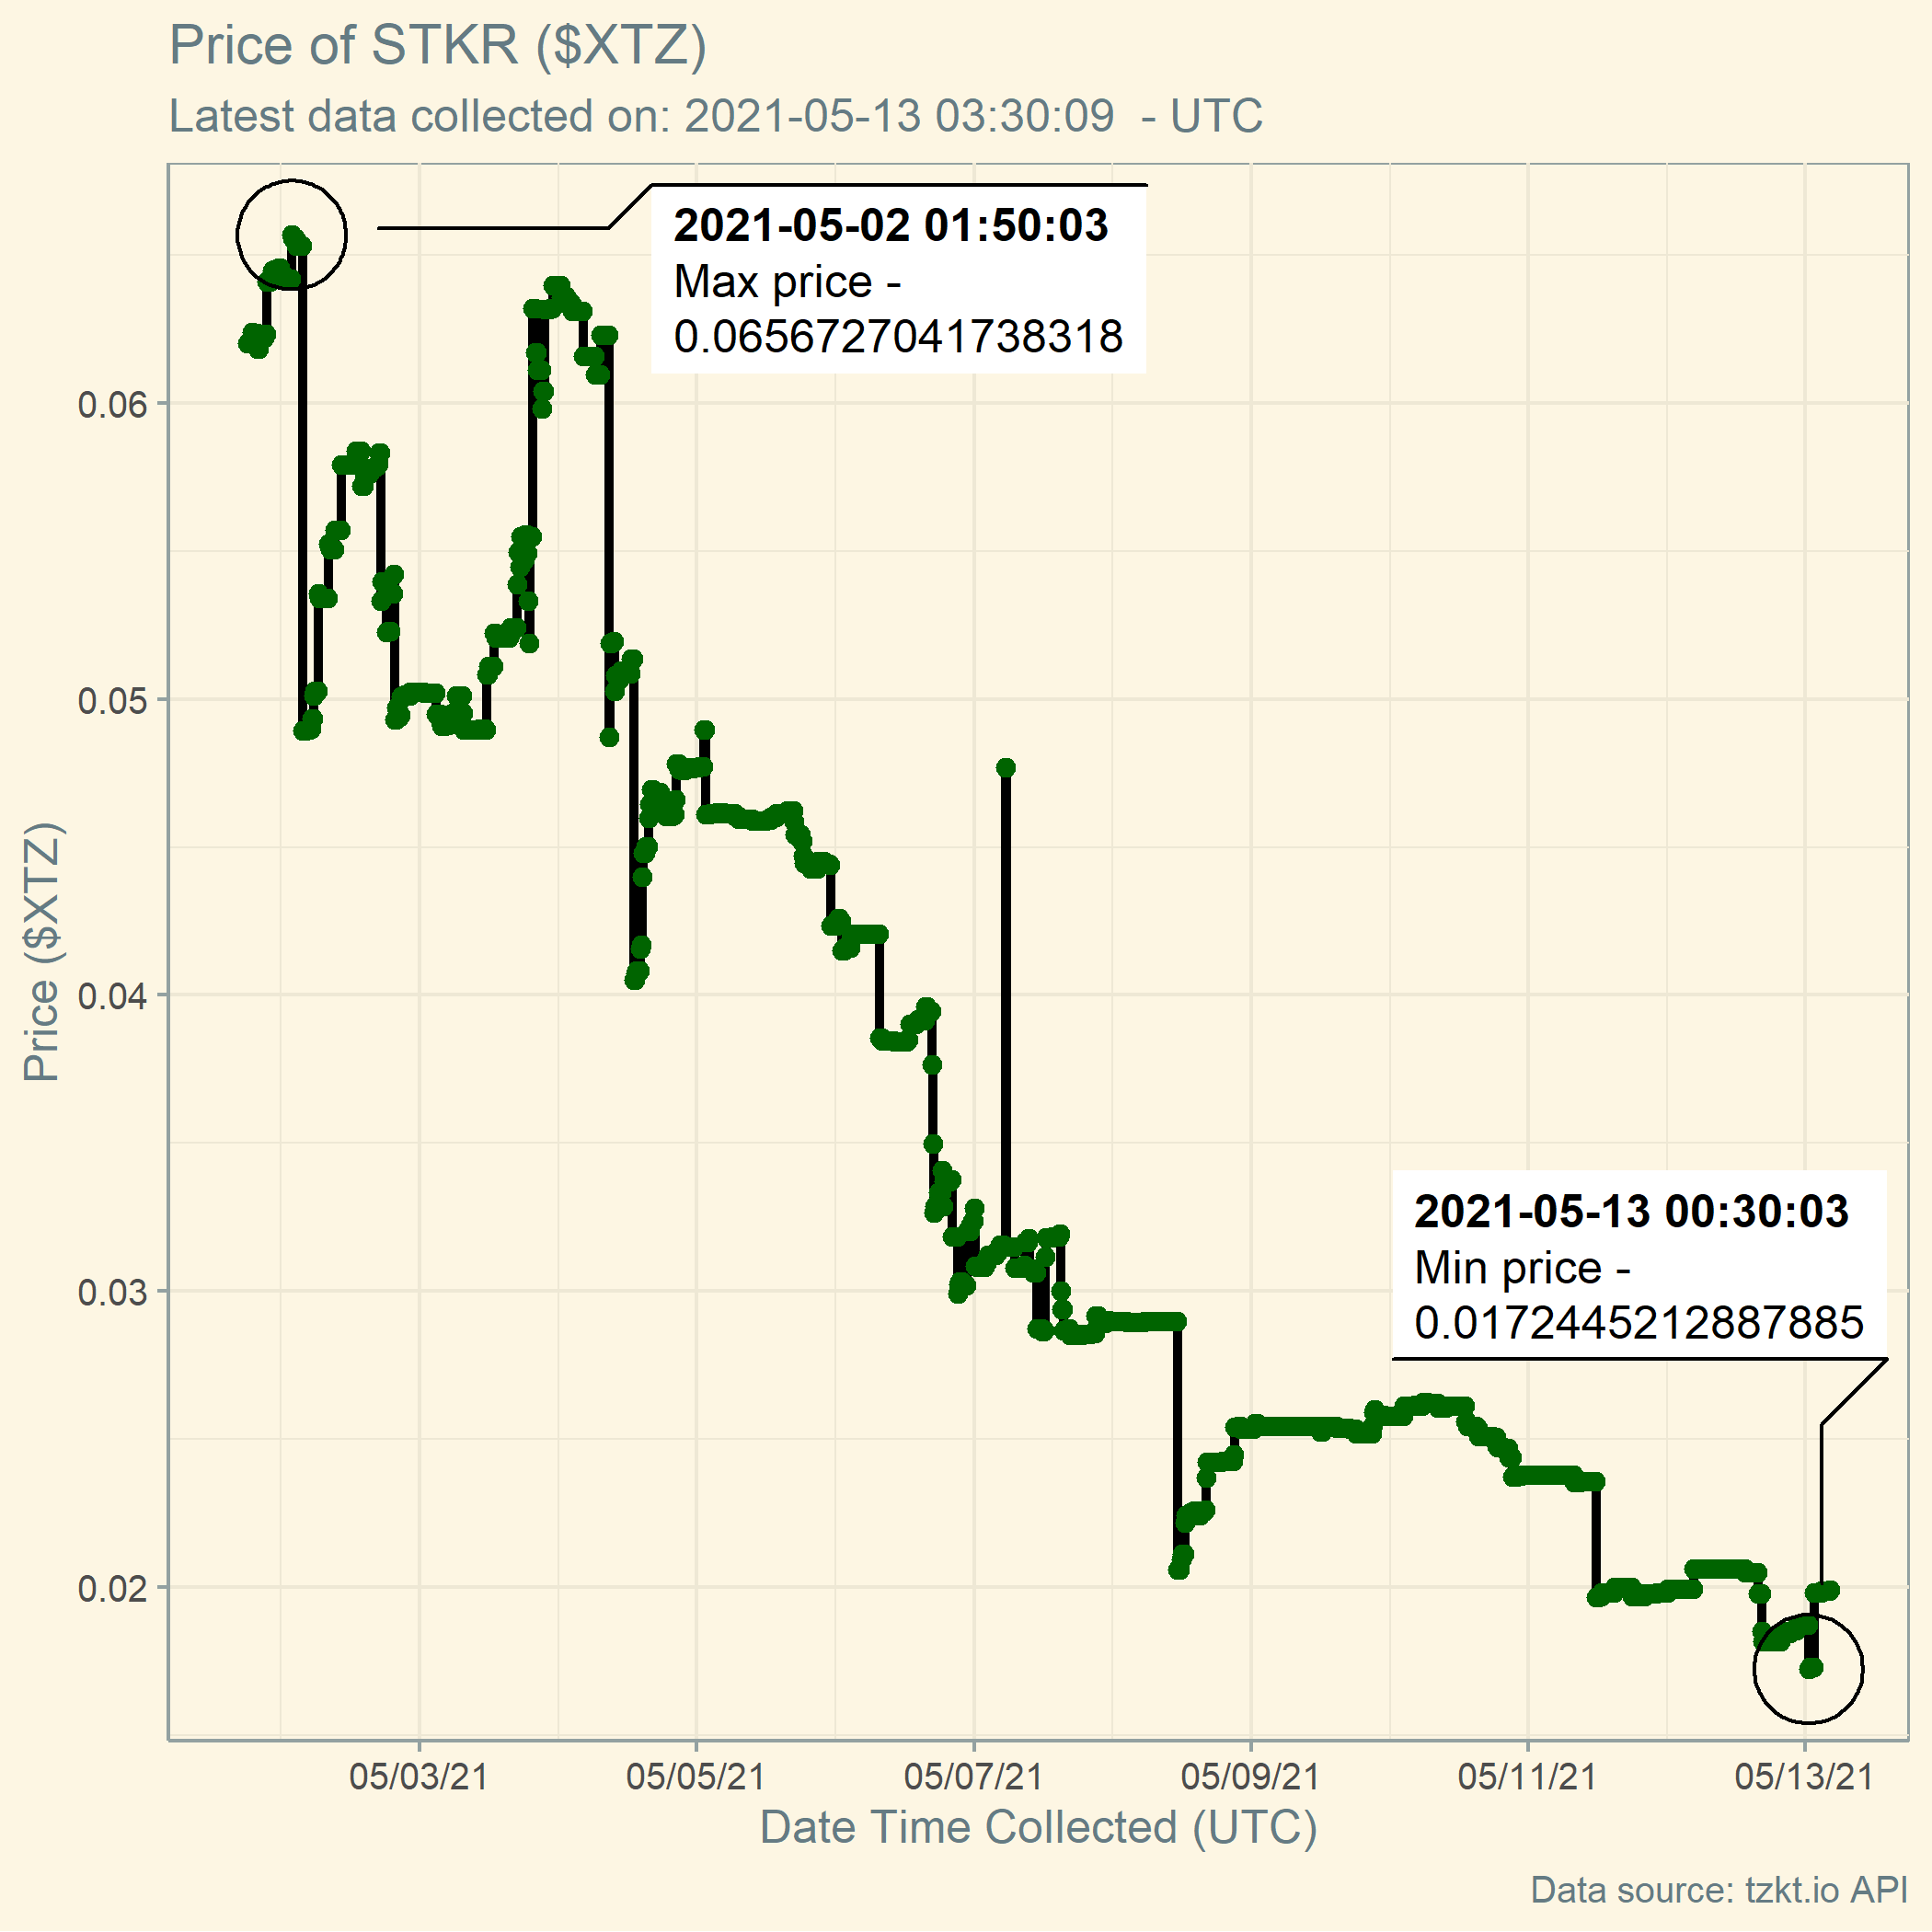 Price of STKR ($XTZ)
Latest data collected on: 2021-05-13 03:30:09  - UTC
2021-05-02 01:50:03
Max price -
0.0656727041738318
0.06
0.05
0.04
0.03
0.02
Price ($XTZ)
2021-05-13 00:30:03
Min price -
0.0172445212887885
05/03/21
05/05/21
05/07/21
05/09/21
05/11/21
05/13/21
Date Time Collected (UTC)
Data source: tzkt.io API